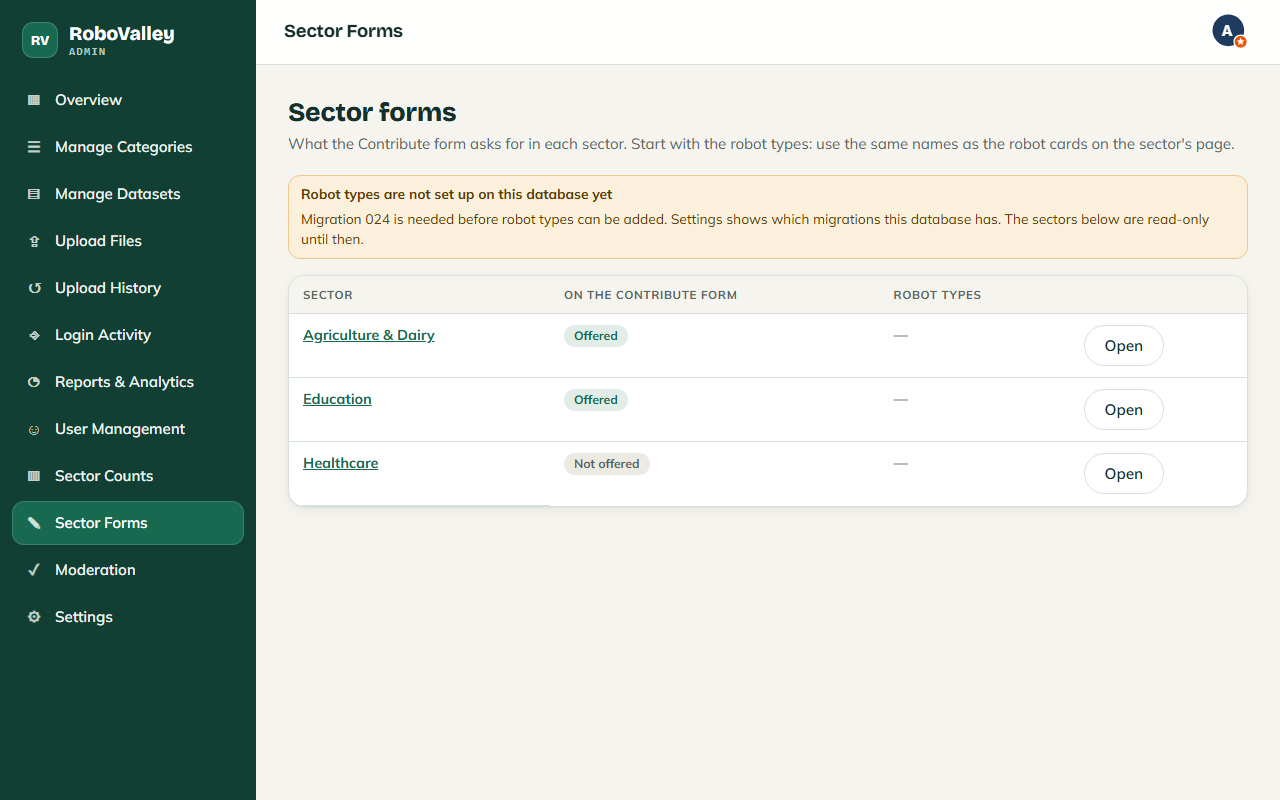 RV
RoboValley
ADMIN
Overview
Manage Categories
Manage Datasets
Upload Files
Upload History
Login Activity
Reports & Analytics
User Management
Sector Counts
Sector Forms
Moderation
Settings
Sector Forms
A
Sector forms
What the Contribute form asks for in each sector. Start with the robot types: use the same names as the robot cards on the sector's page.
Robot types are not set up on this database yet
Migration 024 is needed before robot types can be added. Settings shows which migrations this database has. The sectors below are read-only
until then.
SECTOR ON THE CONTRIBUTE FORM ROBOT TYPES
Agriculture & Dairy Offered — Open
Education Offered — Open
Healthcare Not offered — Open